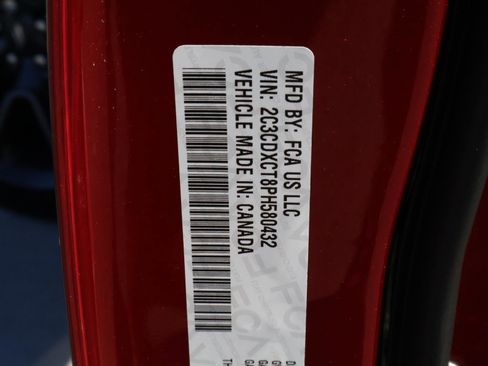 MFD BY: FCA US LLC
VIN: 2C3CDXCT8PH580432
VEHICLE MADE IN: CANADA